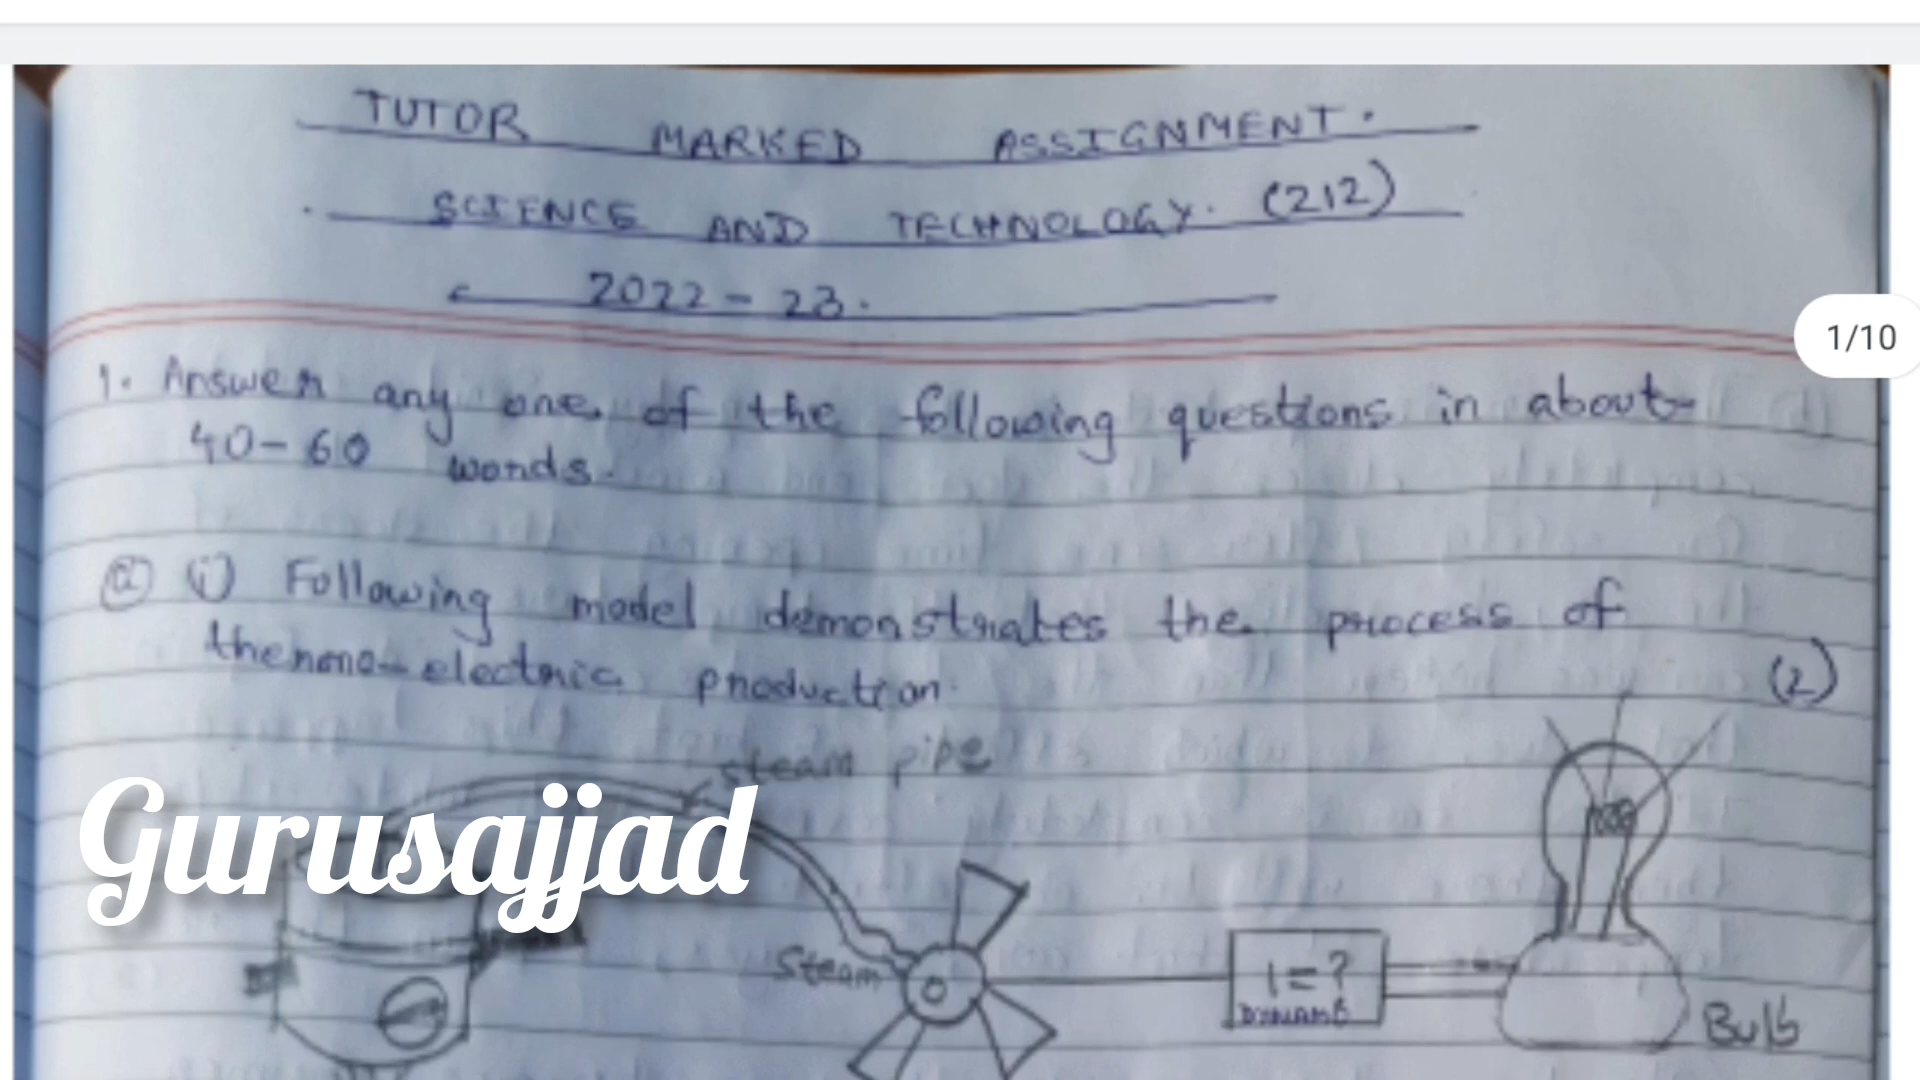 TUTOR MARKED ASSIGNMENT.
SCIENCE AND TECHNOLOGY. (212)
2022-23.
1/10
1. Answer any one of the following questions in about
40-60 words.
(a) (i) Following model demonstrates the process of
thermo-electric production.
(2)
steam pipe
Gurusajjad
Steam
1=?
DYNAMO
Bulb